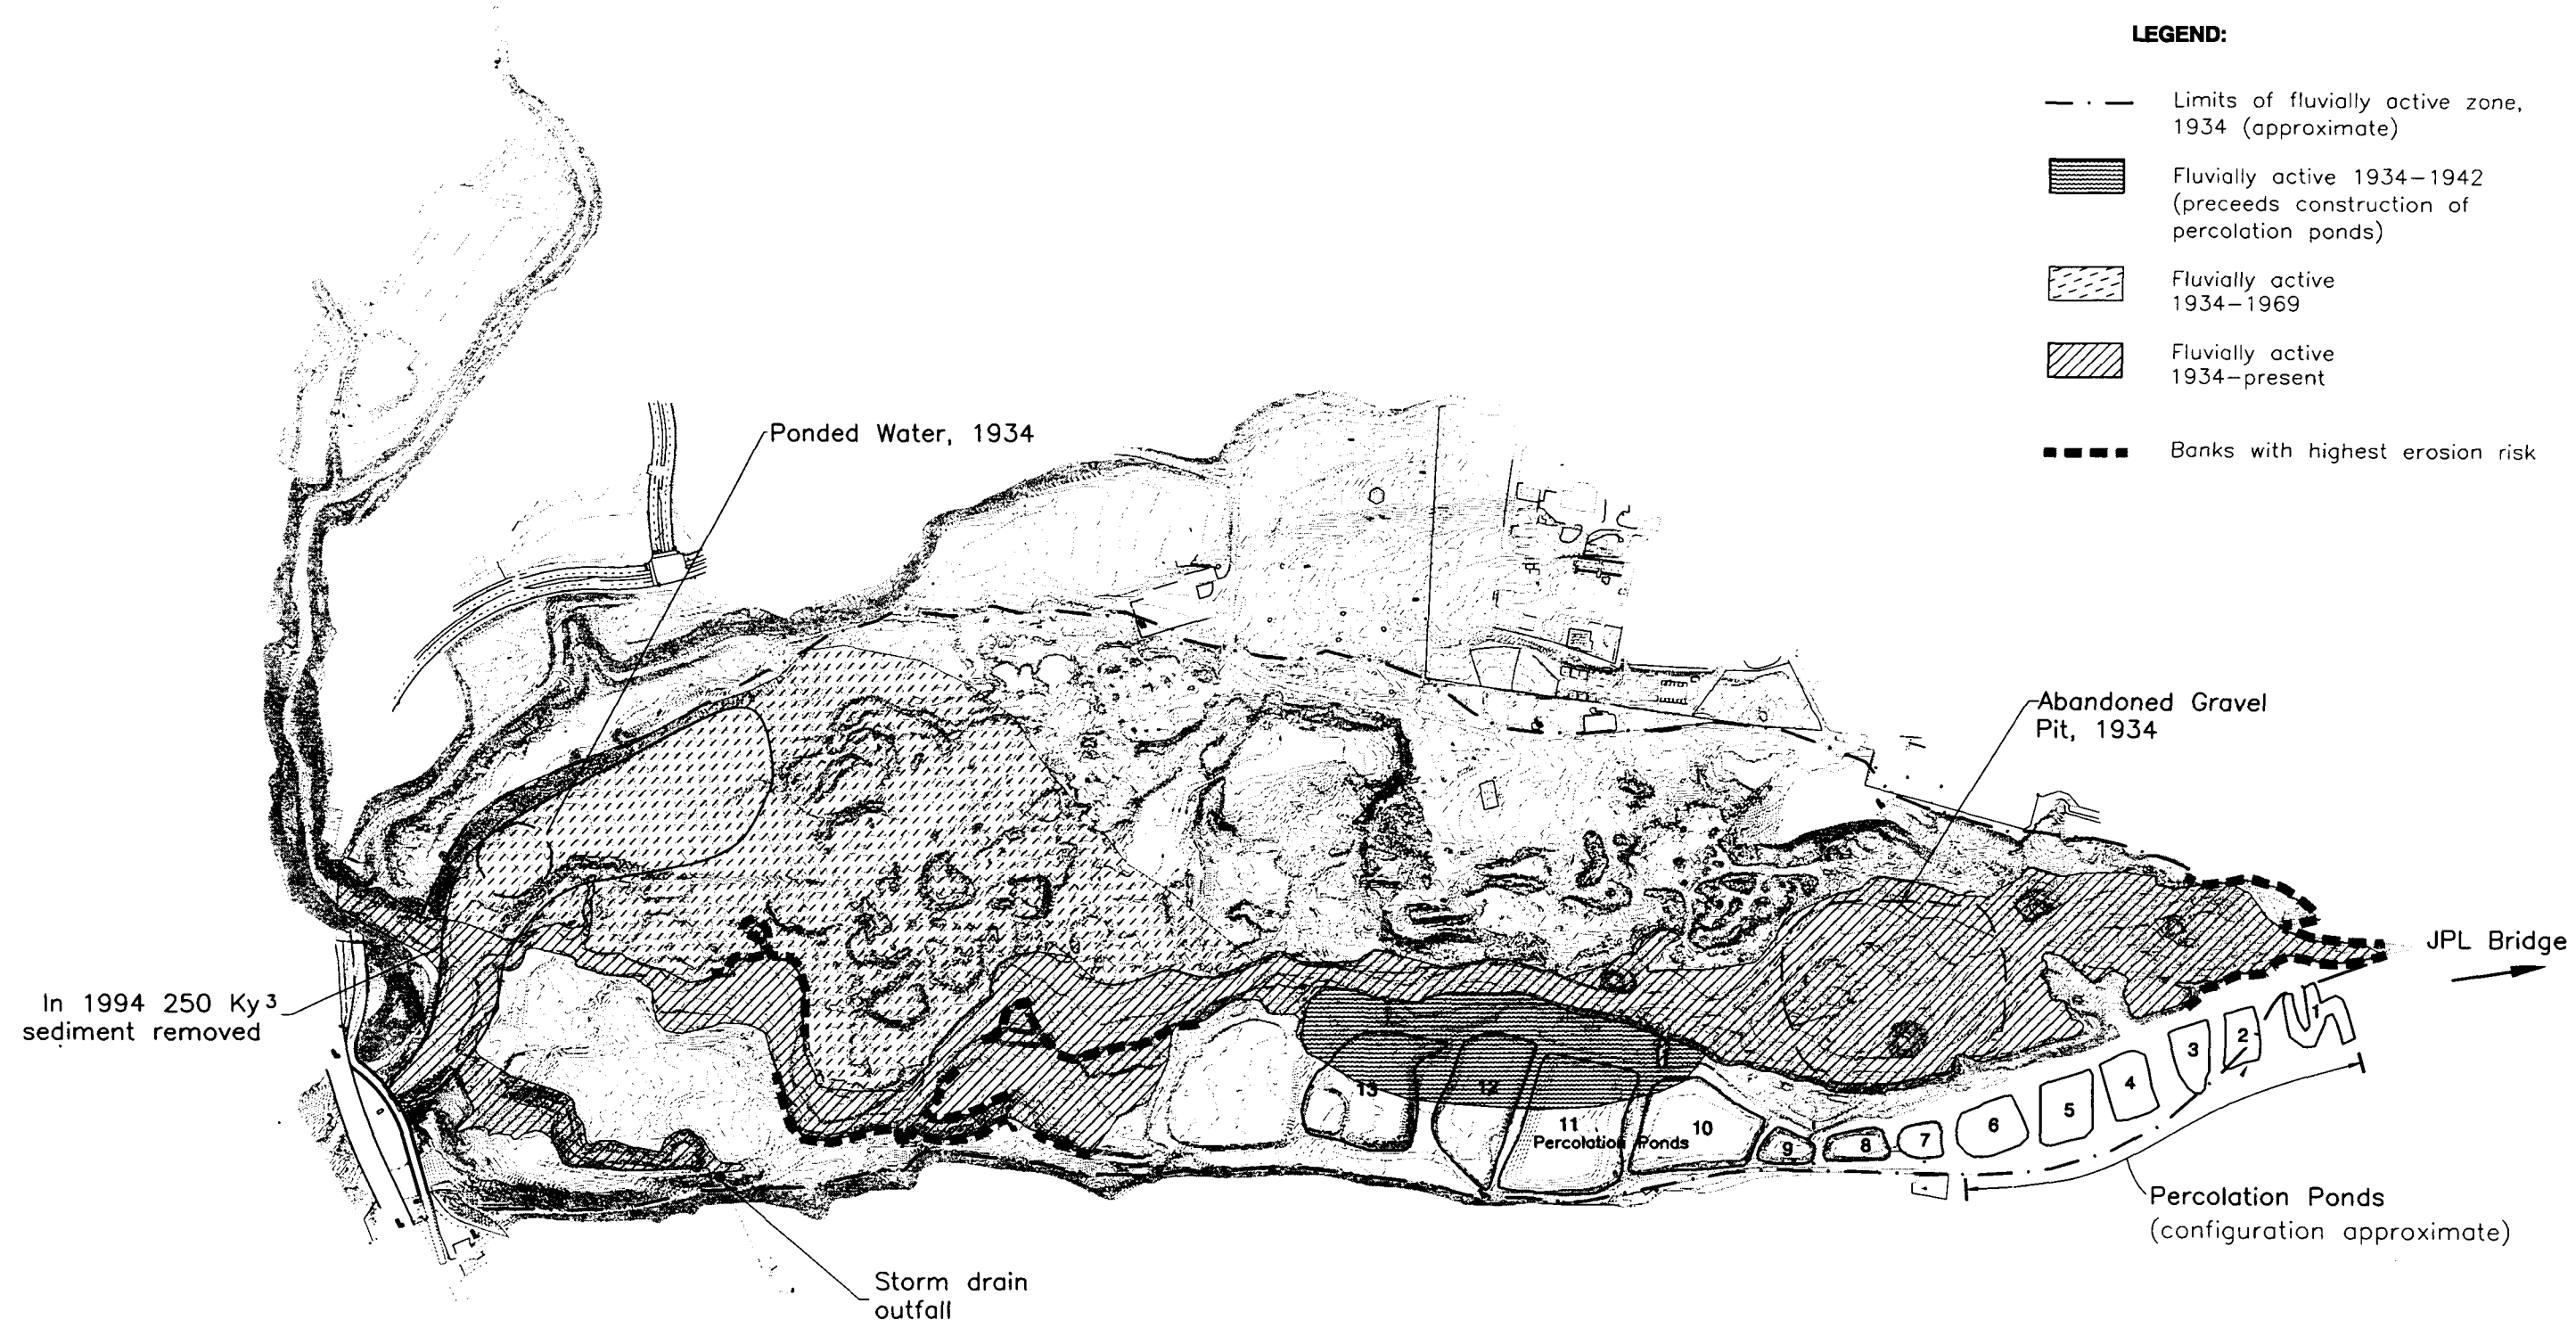 LEGEND:
Limits of fluvially active zone,
1934 (approximate)
Fluvially active 1934-1942
(preceeds construction of
percolation ponds)
Fluvially active
1934-1969
Fluvially active
1934-present
Banks with highest erosion risk
Ponded Water, 1934
Abandoned Gravel
Pit, 1934
JPL Bridge
In 1994 250 Ky³
sediment removed
1
2
3
4
5
6
7
8
9
10
11
12
13
Percolation Ponds
Percolation Ponds
(configuration approximate)
Storm drain
outfall